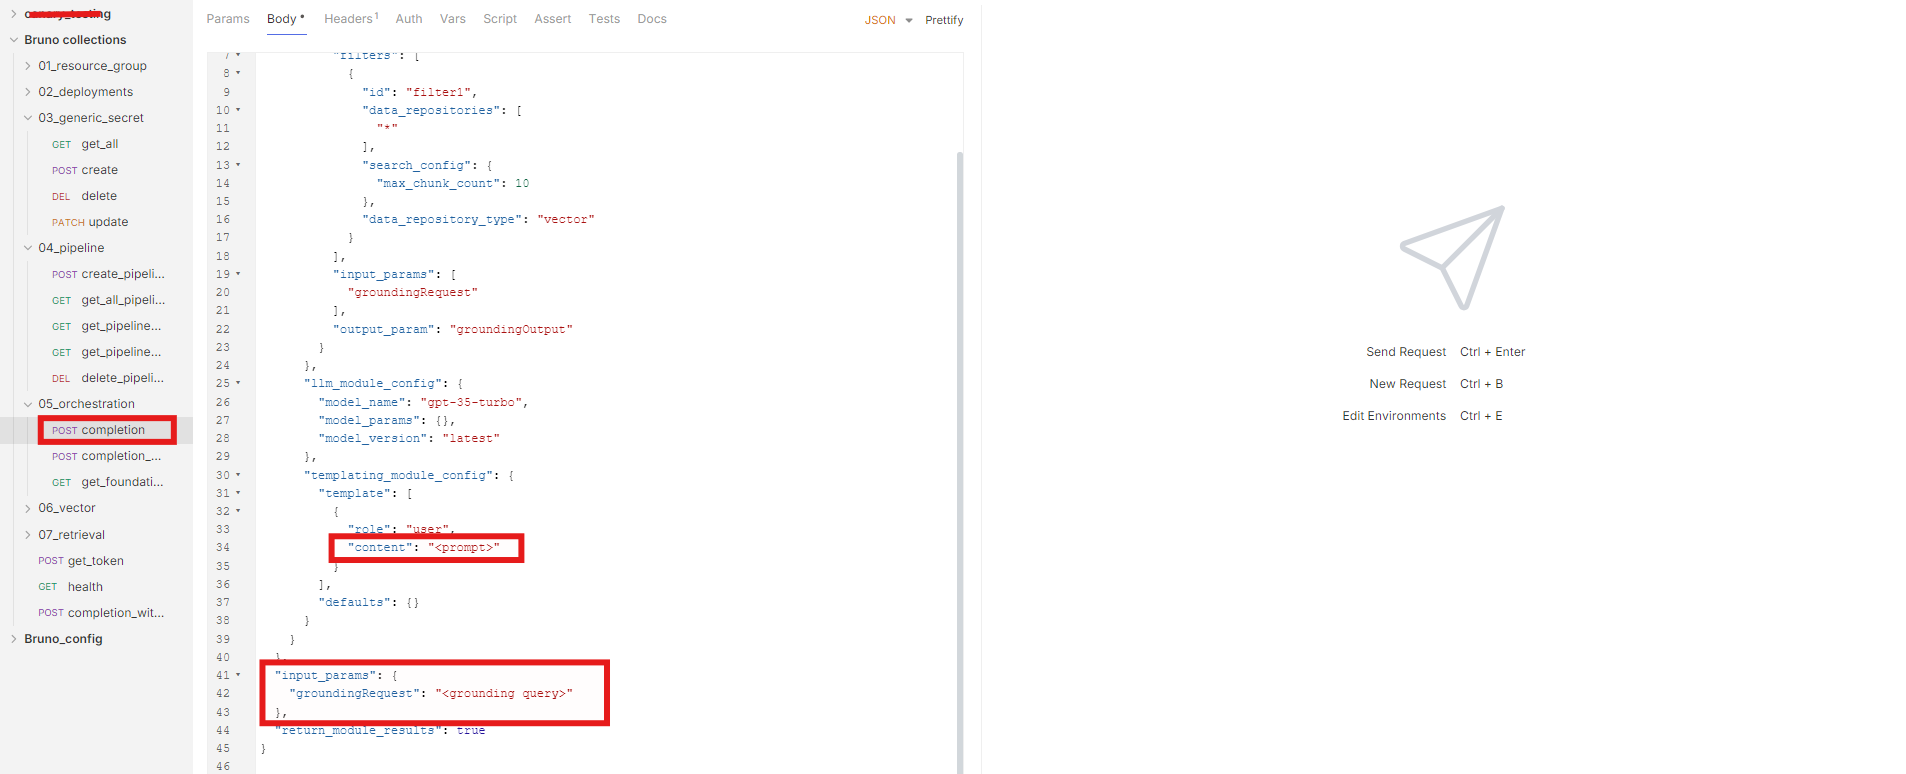 canary_testing
Bruno collections
01_resource_group
02_deployments
03_generic_secret
GET get_all
POST create
DEL delete
PATCH update
04_pipeline
POST create_pipeli...
GET get_all_pipeli...
GET get_pipeline...
GET get_pipeline...
DEL delete_pipeli...
05_orchestration
POST completion
POST completion_...
GET get_foundati...
06_vector
07_retrieval
POST get_token
GET health
POST completion_wit...
Bruno_config
Params Body Headers 1 Auth Vars Script Assert Tests Docs JSON Prettify
7 "filters": [
8 {
9 "id": "filter1",
10 "data_repositories": [
11 "*"
12 ],
13 "search_config": {
14 "max_chunk_count": 10
15 },
16 "data_repository_type": "vector"
17 }
18 ],
19 "input_params": [
20 "groundingRequest"
21 ],
22 "output_param": "groundingOutput"
23 }
24 },
25 "llm_module_config": {
26 "model_name": "gpt-35-turbo",
27 "model_params": {},
28 "model_version": "latest"
29 },
30 "templating_module_config": {
31 "template": [
32 {
33 "role": "user",
34 "content": "<prompt>"
35 }
36 ],
37 "defaults": {}
38 }
39 }
40 },
41 "input_params": {
42 "groundingRequest": "<grounding query>"
43 },
44 "return_module_results": true
45 }
46
Send Request Ctrl + Enter
New Request Ctrl + B
Edit Environments Ctrl + E